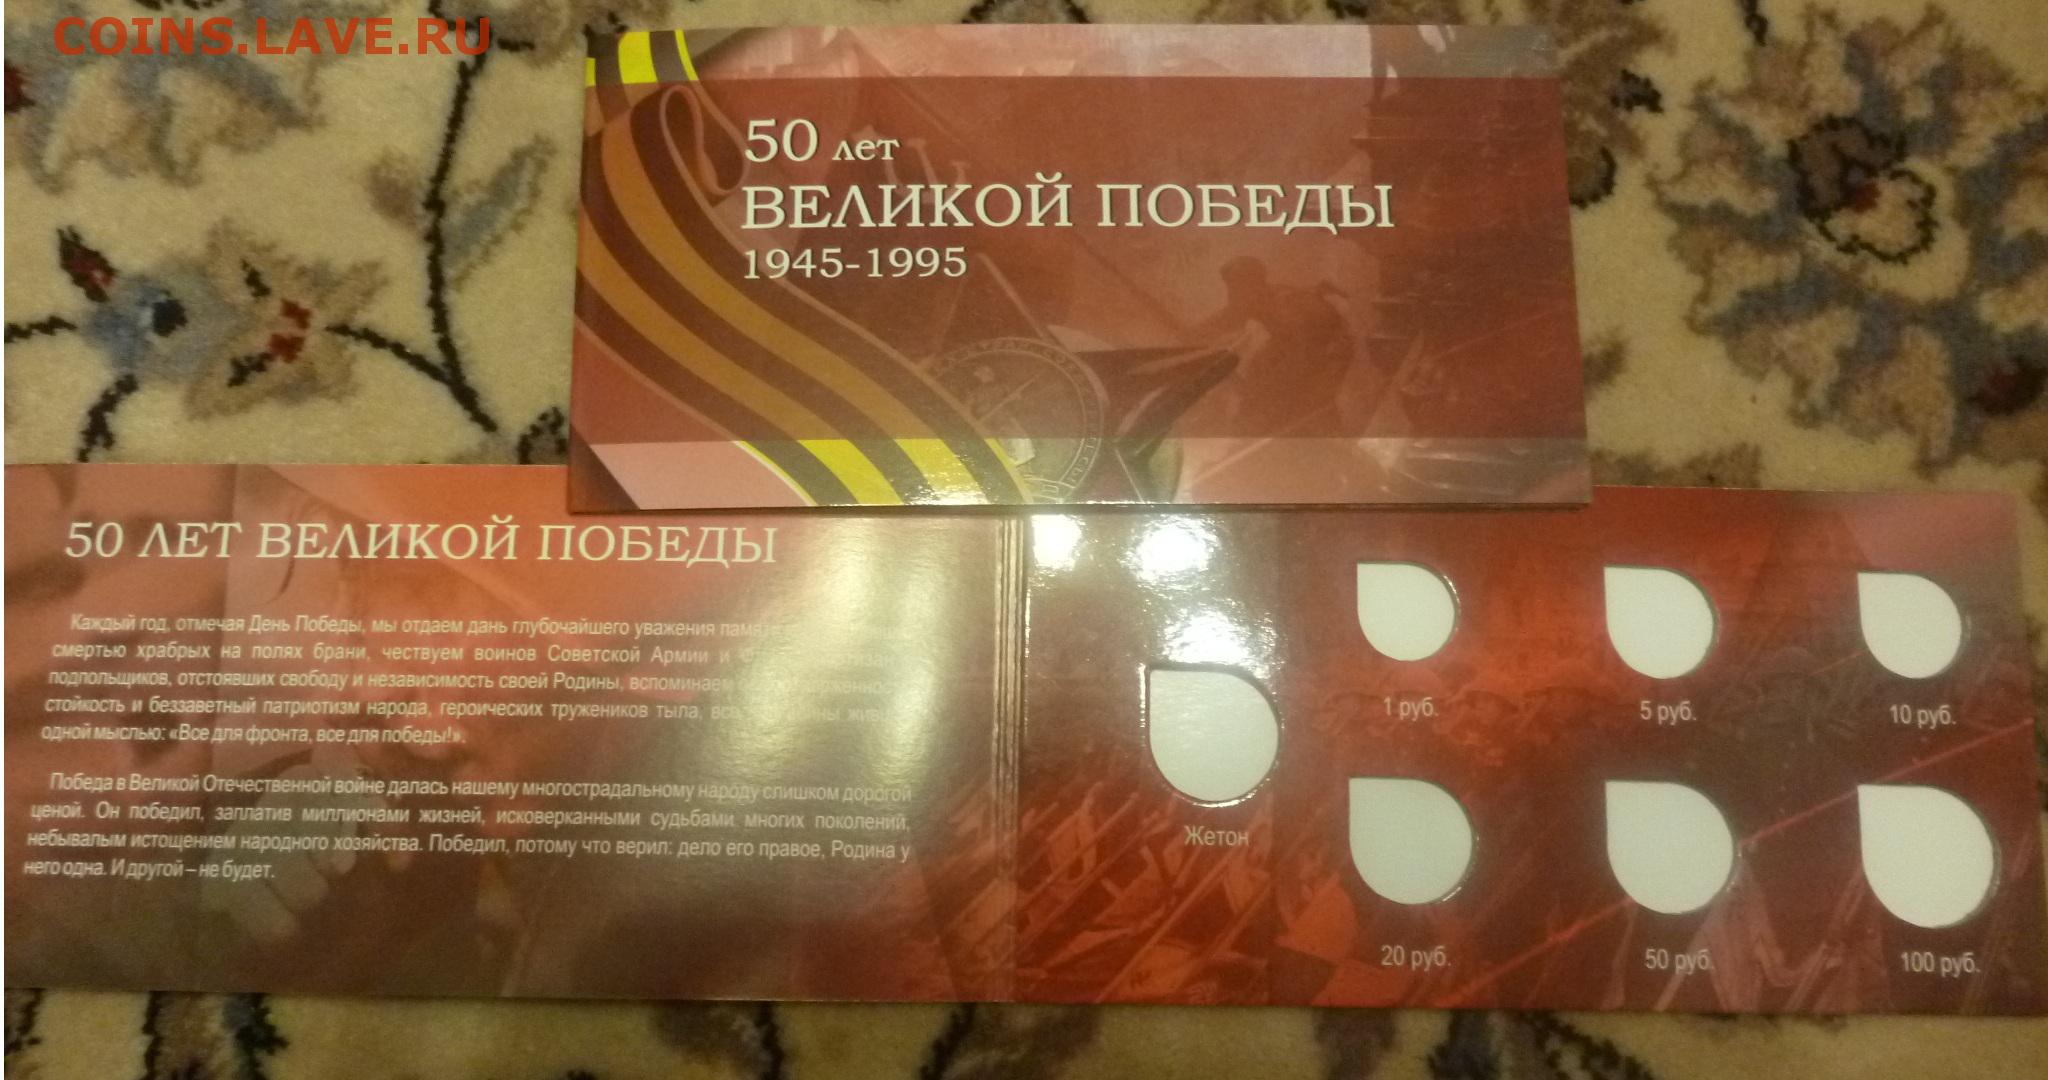 COINS.LAVE.RU
50 лет
ВЕЛИКОЙ ПОБЕДЫ
1945-1995
50 ЛЕТ ВЕЛИКОЙ ПОБЕДЫ
Каждый год, отмечая День Победы, мы отдаем дань глубочайшего уважения
смертью храбрых на полях брани, чествуем воинов Советской Армии и
подпольщиков, отстоявших свободу и независимость своей Родины, вспоминаем
стойкость и беззаветный патриотизм народа, героических тружеников тыла,
одной мыслью: «Все для фронта, все для победы!».
Победа в Великой Отечественной войне далась нашему многострадальному народу слишком дорогой
ценой. Он победил, заплатив миллионами жизней, исковерканными судьбами многих поколений,
небывалым истощением народного хозяйства. Победил, потому что верил: дело его правое, Родина у
него одна. И другой – не будет.
Жетон
1 руб.
5 руб.
10 руб.
20 руб.
50 руб.
100 руб.